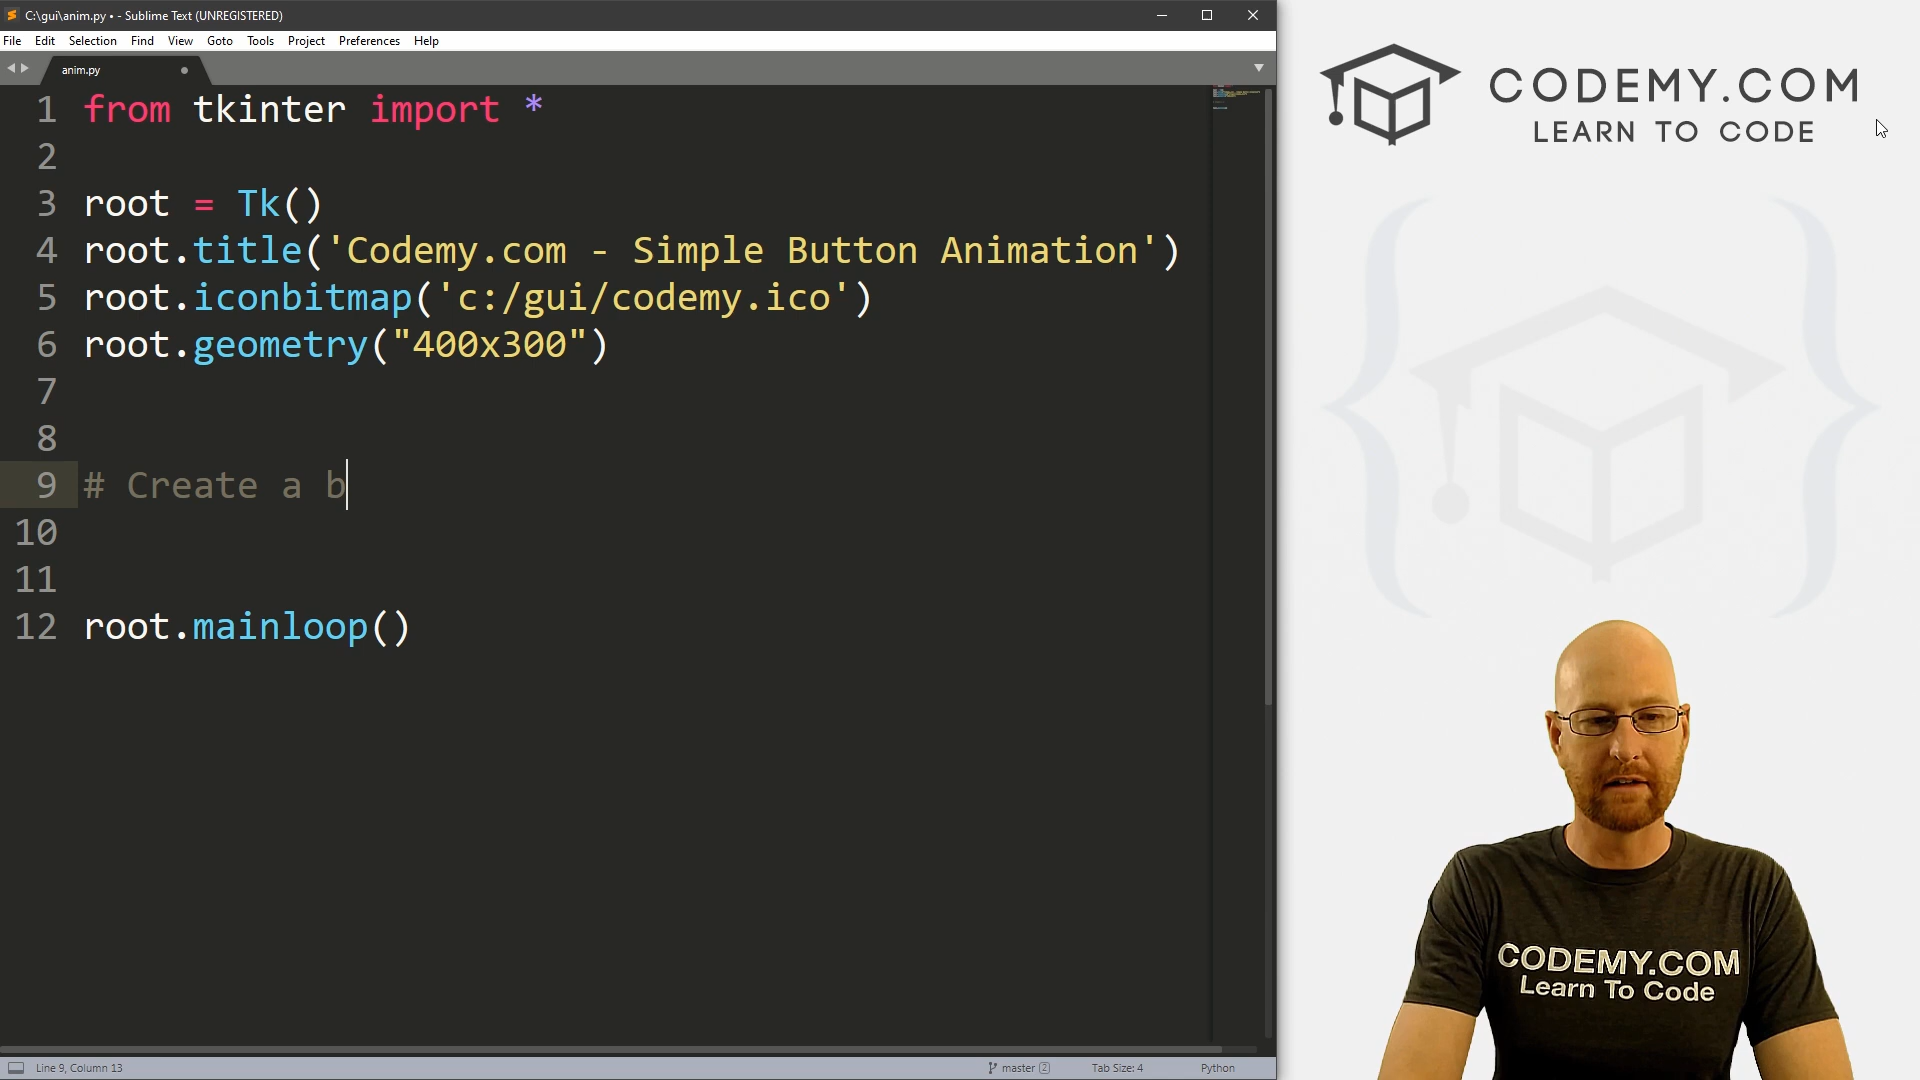 C:\gui\anim.py • - Sublime Text (UNREGISTERED)
File Edit Selection Find View Goto Tools Project Preferences Help
anim.py
1 from tkinter import *
2
3 root = Tk()
4 root.title('Codemy.com - Simple Button Animation')
5 root.iconbitmap('c:/gui/codemy.ico')
6 root.geometry("400x300")
7
8
9 # Create a b
10
11
12 root.mainloop()
Line 9, Column 13 master 2 Tab Size: 4 Python
CODEMY.COM
LEARN TO CODE
CODEMY.COM
Learn To Code